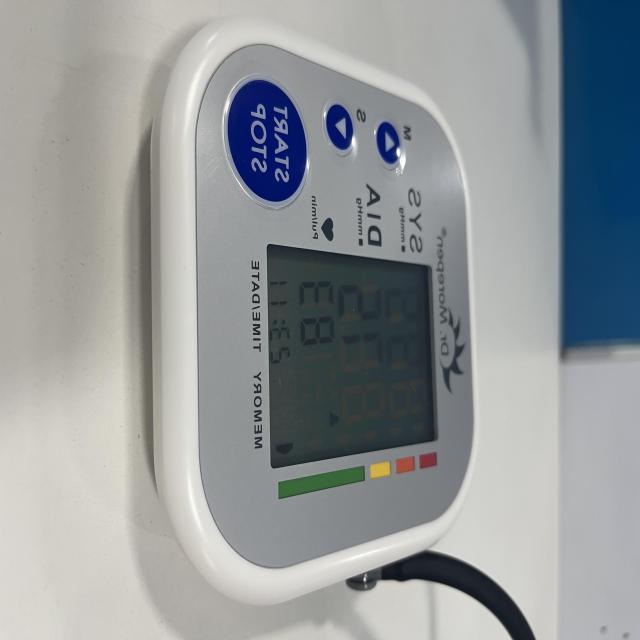 Dr. Morepen®
SYS
mmHg
DIA
mmHg
Pul/min
M
S
START
STOP
MEMORY TIME/DATE